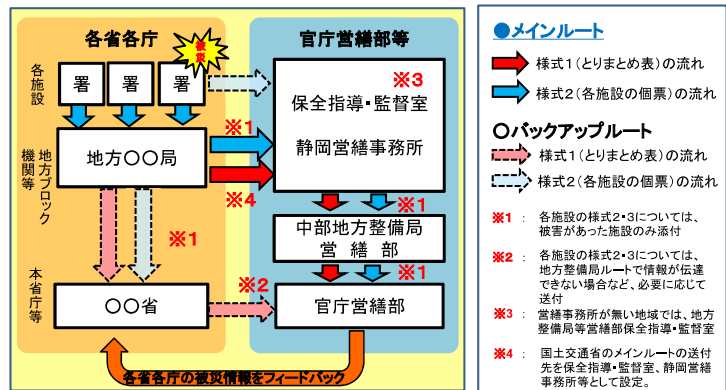 各省各庁
官庁営繕部等
被災
各施設
署
署
署
※3
保全指導・監督室
静岡営繕事務所
※1
地方ブロック
機関等
地方〇〇局
※4
※1
中部地方整備局
営繕部
※1
※1
※2
本省庁等
〇〇省
官庁営繕部
各省各庁の被災情報をフィードバック
●メインルート
様式1(とりまとめ表)の流れ
様式2(各施設の個票)の流れ
〇バックアップルート
様式1(とりまとめ表)の流れ
様式2(各施設の個票)の流れ
※1 : 各施設の様式2・3については、
被害があった施設のみ添付
※2 : 各施設の様式2・3については、
地方整備局ルートで情報が伝達
できない場合など、必要に応じて
送付
※3 : 営繕事務所が無い地域では、地方
整備局等営繕部保全指導・監督室
※4 : 国土交通省のメインルートの送付
先を保全指導・監督室、静岡営繕
事務所等として設定。